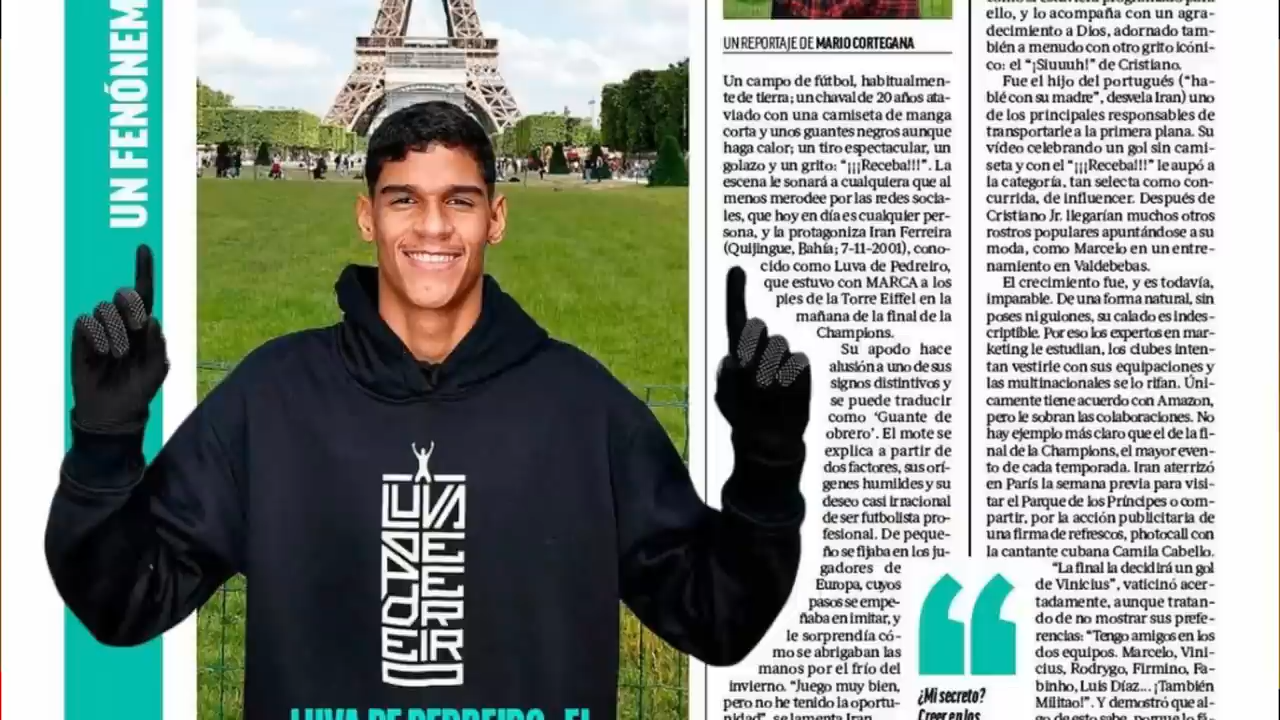 UN FENÓNEM
LUVA
DE
PEDREIRO
LUVA DE PEDREIRO, EL
UN REPORTAJE DE MARIO CORTEGANA
Un campo de fútbol, habitualmen-
te de tierra; un chaval de 20 años ata-
viado con una camiseta de manga
corta y unos guantes negros aunque
haga calor; un tiro espectacular, un
golazo y un grito: “¡¡¡Receba!!!”. La
escena le sonará a cualquiera que al
menos merodee por las redes socia-
les, que hoy en día es cualquier per-
sona, y la protagoniza Iran Ferreira
(Quijingue, Bahía; 7-11-2001), cono-
cido como Luva de Pedreiro,
que estuvo con MARCA a los
pies de la Torre Eiffel en la
mañana de la final de la
Champions.
Su apodo hace
alusión a uno de sus
signos distintivos y
se puede traducir
como ‘Guante de
obrero’. El mote se
explica a partir de
dos factores, sus orí-
genes humildes y su
deseo casi irracional
de ser futbolista pro-
fesional. De peque-
ño se fijaba en los ju-
gadores de
Europa, cuyos
pasos se empe-
ñaba en imitar, y
le sorprendía có-
mo se abrigaban las
manos por el frío del
invierno. “Juego muy bien,
pero no he tenido la oportu-
nidad”, se lamenta Iran
ello, y lo acompaña con un agra-
decimiento a Dios, adornado tam-
bién a menudo con otro grito icóni-
co: el “¡Siuuuh!” de Cristiano.
Fue el hijo del portugués (“ha-
blé con su madre”, desvela Iran) uno
de los principales responsables de
transportarle a la primera plana. Su
vídeo celebrando un gol sin cami-
seta y con el “¡¡¡Receba!!!” le aupó a
la categoría, tan selecta como con-
currida, de influencer. Después de
Cristiano Jr. llegarían muchos otros
rostros populares apuntándose a su
moda, como Marcelo en un entre-
namiento en Valdebebas.
El crecimiento fue, y es todavía,
imparable. De una forma natural, sin
poses ni guiones, su calado es indes-
criptible. Por eso los expertos en mar-
keting le estudian, los clubes inten-
tan vestirle con sus equipaciones y
las multinacionales se lo rifan. Úni-
camente tiene acuerdo con Amazon,
pero le sobran las colaboraciones. No
hay ejemplo más claro que el de la fi-
nal de la Champions, el mayor even-
to de cada temporada. Iran aterrizó
en París la semana previa para visi-
tar el Parque de los Príncipes o com-
partir, por la acción publicitaria de
una firma de refrescos, photocall con
la cantante cubana Camila Cabello.
“La final la decidirá un gol
de Vinicius”, vaticinó acer-
tadamente, aunque tratan-
do de no mostrar sus prefe-
rencias: “Tengo amigos en los
dos equipos. Marcelo, Vini-
cius, Rodrygo, Firmino, Fa-
binho, Luis Díaz... ¡También
Militao!”. Y demostró que al-
“
¿Mi secreto?
Creer en los